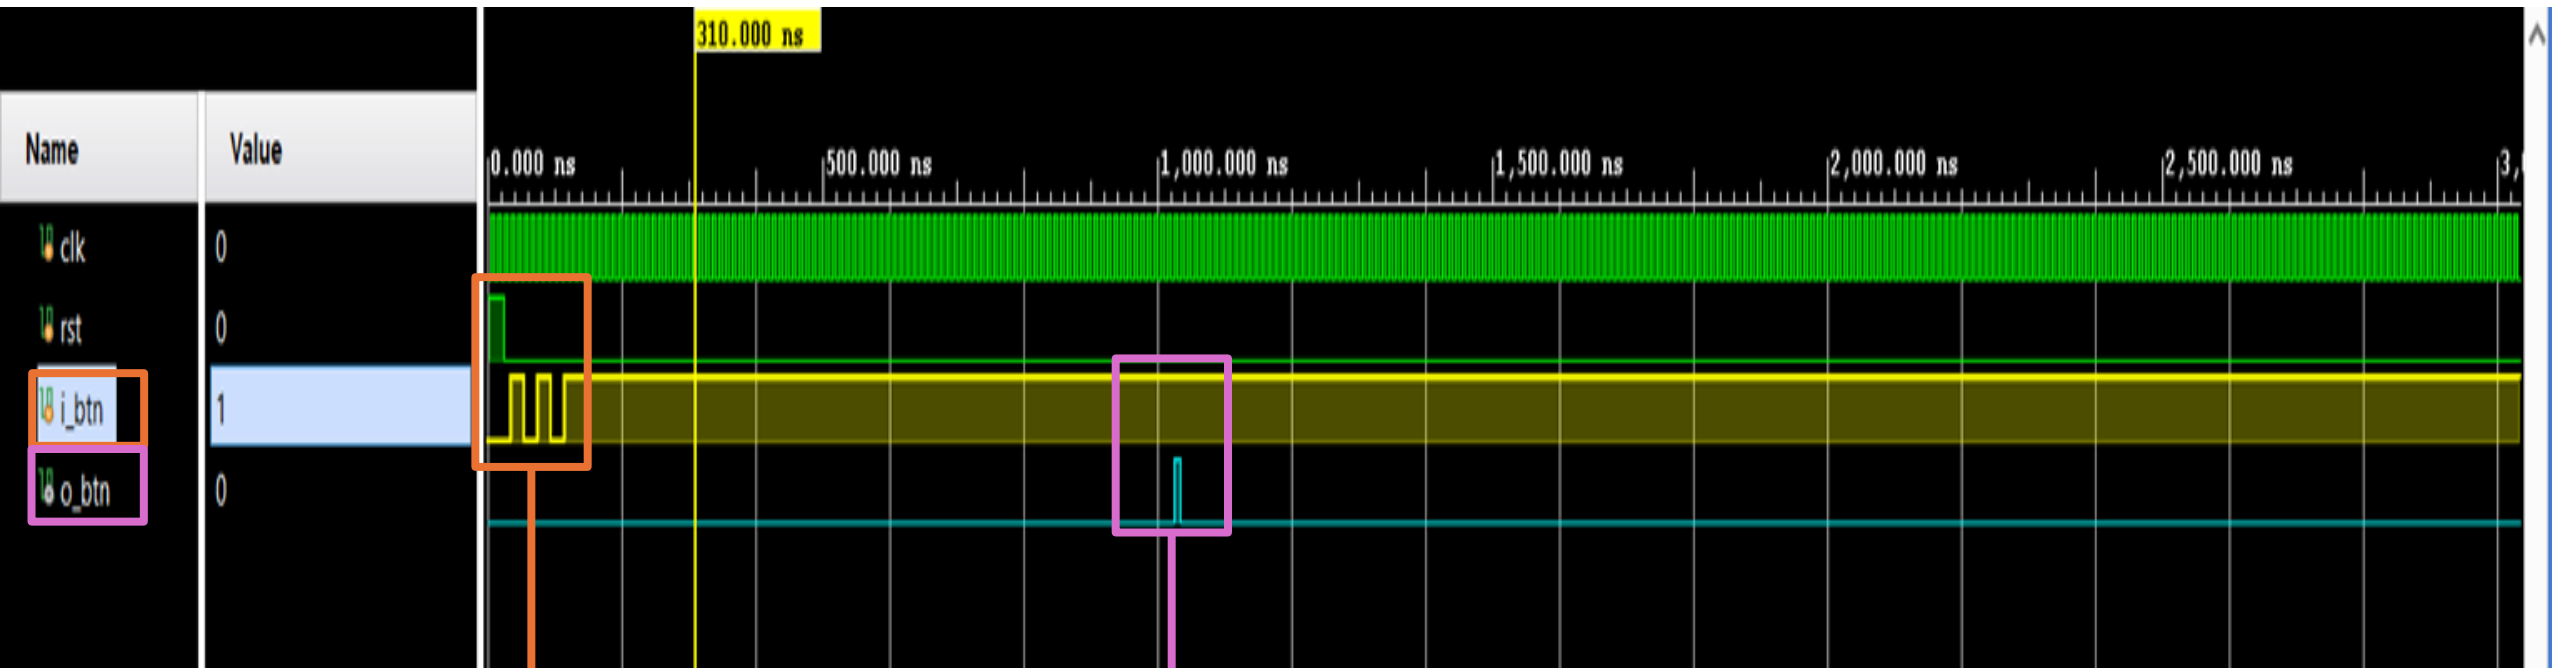 310.000 ns
Name Value
0.000 ns 500.000 ns 1,000.000 ns 1,500.000 ns 2,000.000 ns 2,500.000 ns 3,
clk 0
rst 0
i_btn 1
o_btn 0